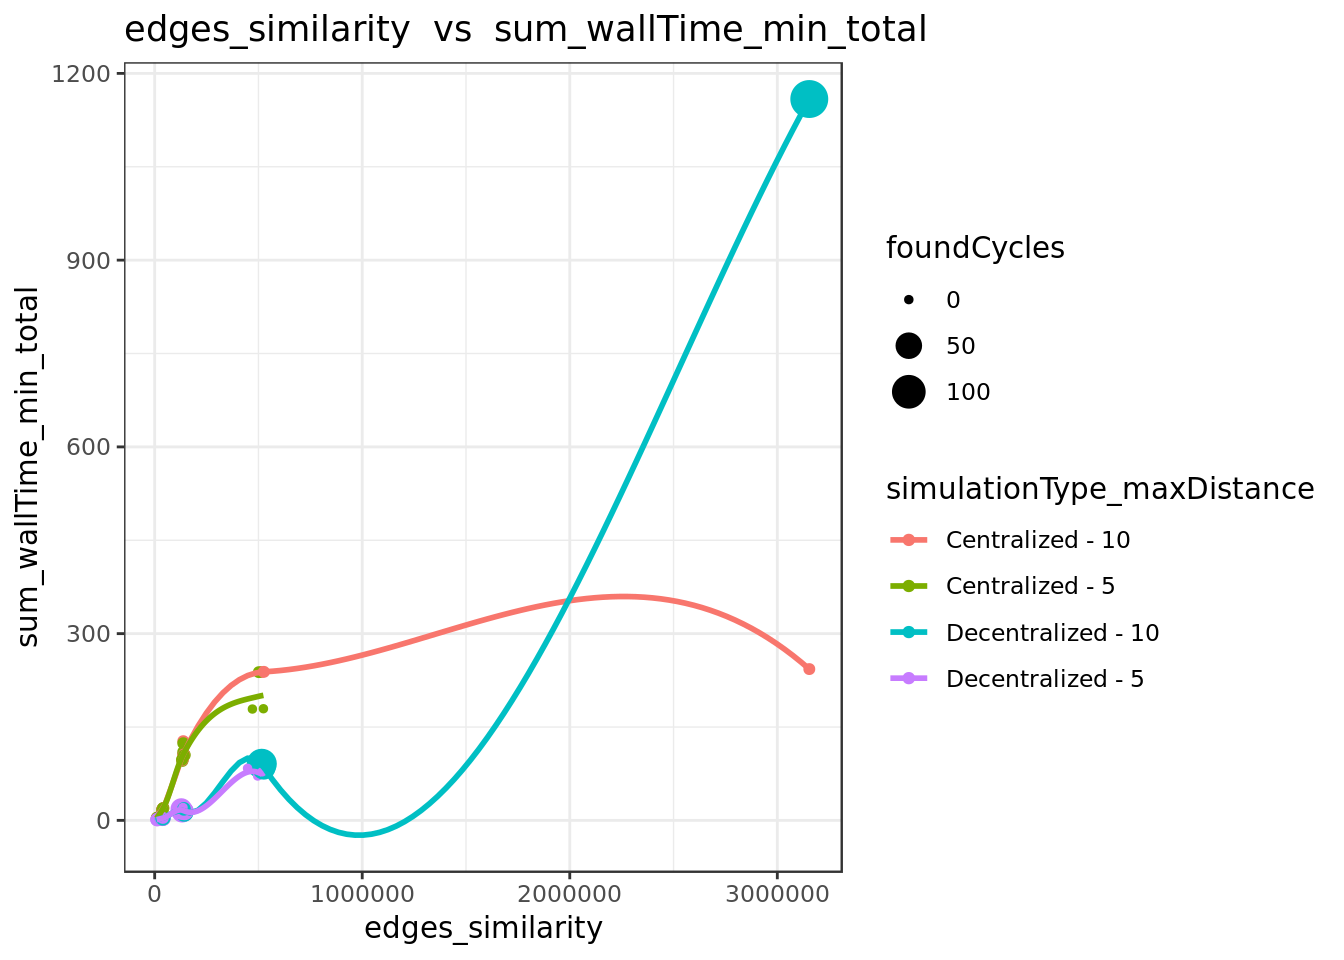 edges_similarity vs sum_wallTime_min_total
1200
900
600
300
0
sum_wallTime_min_total
0
1000000
2000000
3000000
edges_similarity
foundCycles
0
50
100
simulationType_maxDistance
Centralized - 10
Centralized - 5
Decentralized - 10
Decentralized - 5